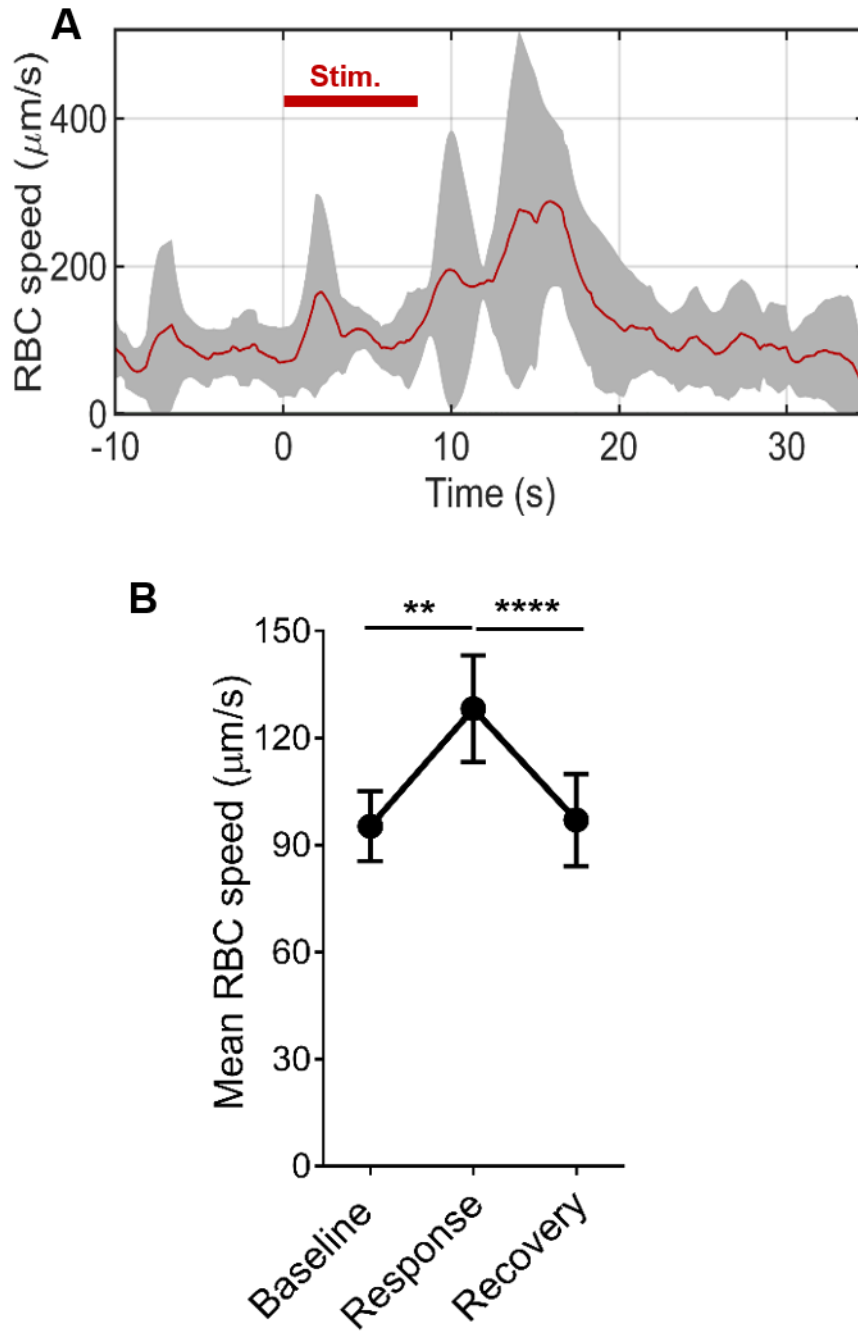 A
Stim.
RBC speed (μm/s)
400
200
0
-10 0 10 20 30
Time (s)
B
** ****
Mean RBC speed (μm/s)
150
120
90
60
30
0
Baseline
Response
Recovery